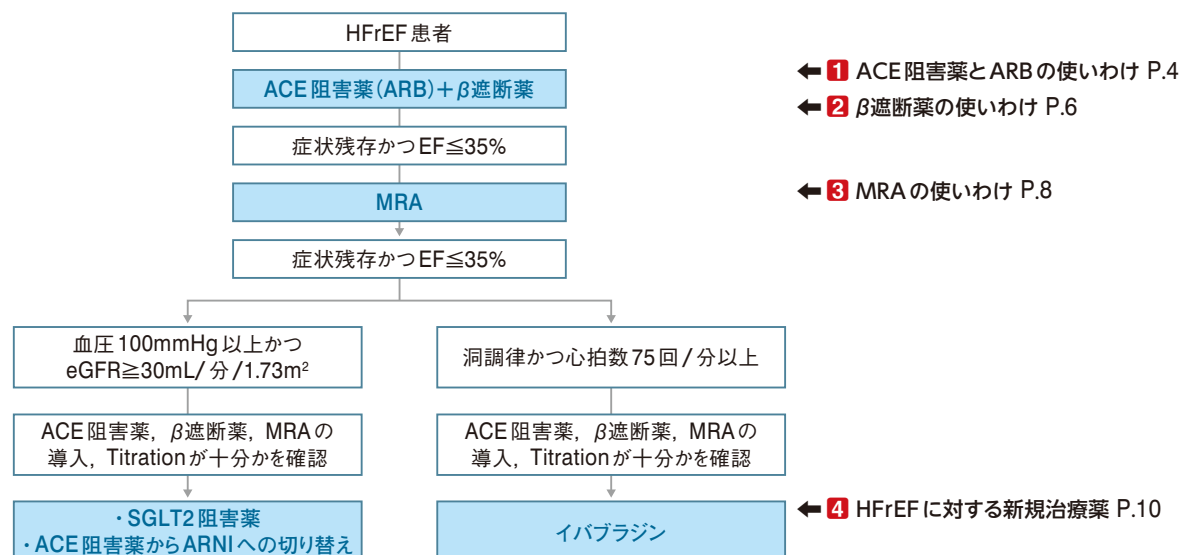 HFrEF患者
ACE阻害薬(ARB)+β遮断薬
症状残存かつEF≦35%
MRA
症状残存かつEF≦35%
血圧100mmHg以上かつ
eGFR≧30mL/分/1.73m²
ACE阻害薬，β遮断薬，MRAの
導入，Titrationが十分かを確認
・SGLT2阻害薬
・ACE阻害薬からARNIへの切り替え
洞調律かつ心拍数75回/分以上
ACE阻害薬，β遮断薬，MRAの
導入，Titrationが十分かを確認
イバブラジン
⬅ 1 ACE阻害薬とARBの使いわけ P.4
⬅ 2 β遮断薬の使いわけ P.6
⬅ 3 MRAの使いわけ P.8
⬅ 4 HFrEFに対する新規治療薬 P.10